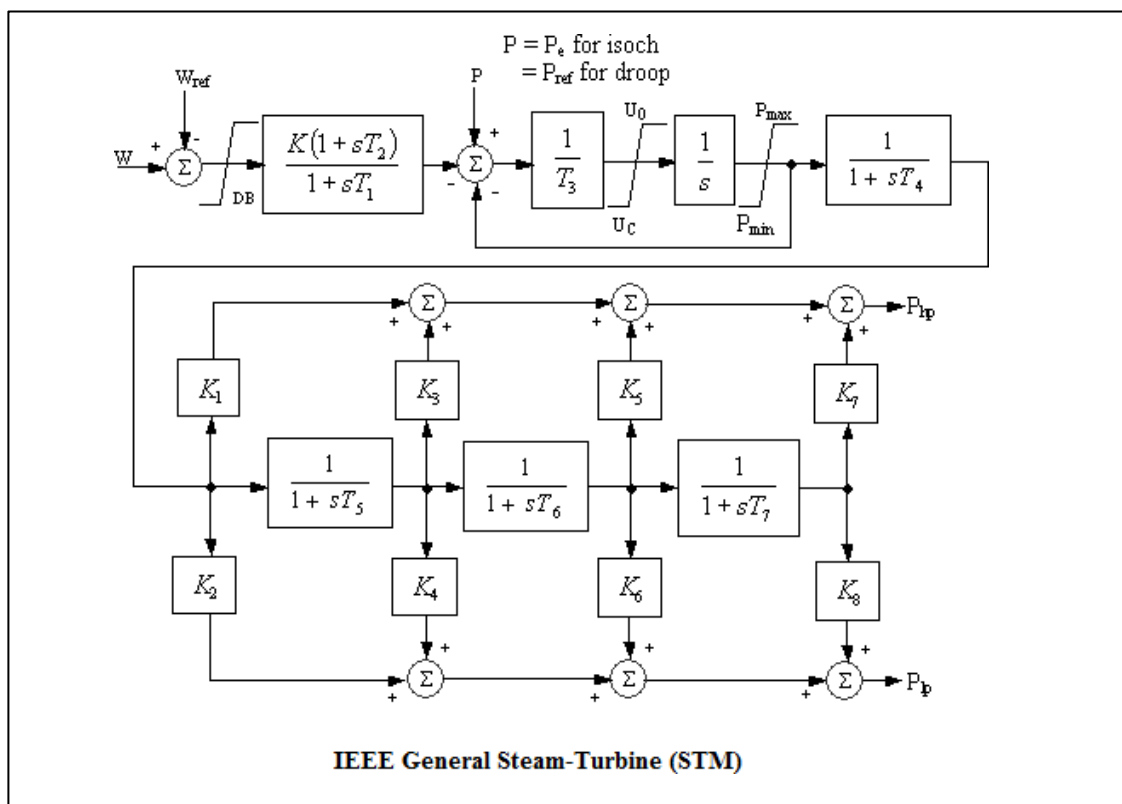 P = Pe for isoch
= Pref for droop
Wref
P
W
Σ
DB
K(1 + sT2)
1 + sT1
Σ
1
T3
U0
UC
1
s
Pmax
Pmin
1
1 + sT4
+
-
+
-
-
Σ
Σ
Σ
Php
+
+
+
+
+
+
K1
K3
K5
K7
1
1 + sT5
1
1 + sT6
1
1 + sT7
K2
K4
K6
K8
+
+
+
+
+
+
Σ
Σ
Σ
Plp
IEEE General Steam-Turbine (STM)